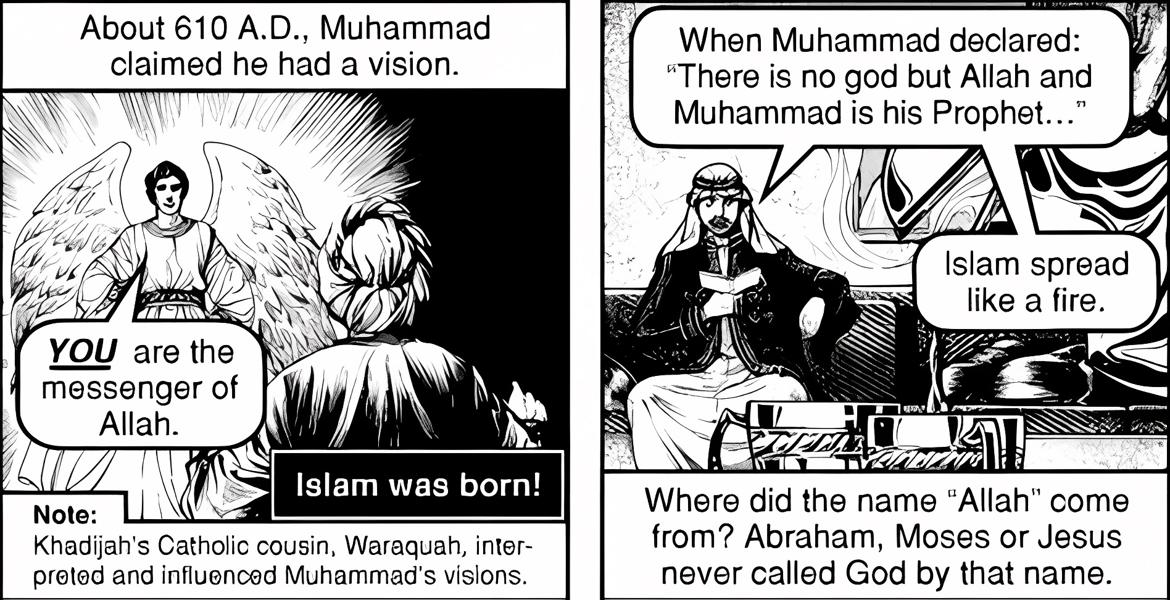 About 610 A.D., Muhammad
claimed he had a vision.
YOU are the
messenger of
Allah.
Islam was born!
Note:
Khadijah's Catholic cousin, Waraquah, inter-
preted and influenced Muhammad's visions.
When Muhammad declared:
"There is no god but Allah and
Muhammad is his Prophet..."
Islam spread
like a fire.
Where did the name "Allah" come
from? Abraham, Moses or Jesus
never called God by that name.